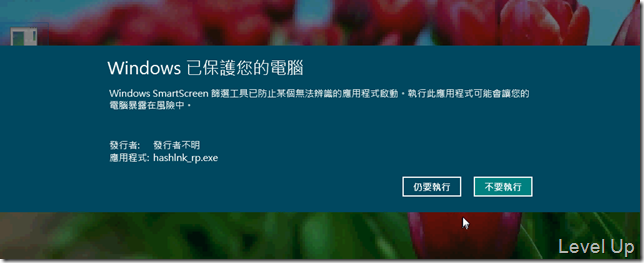 Windows 已保護您的電腦
Windows SmartScreen 篩選工具已防止某個無法辨識的應用程式啟動。執行此應用程式可能會讓您的
電腦暴露在風險中。
發行者: 發行者不明
應用程式: hashlnk_rp.exe
仍要執行 不要執行
Level Up